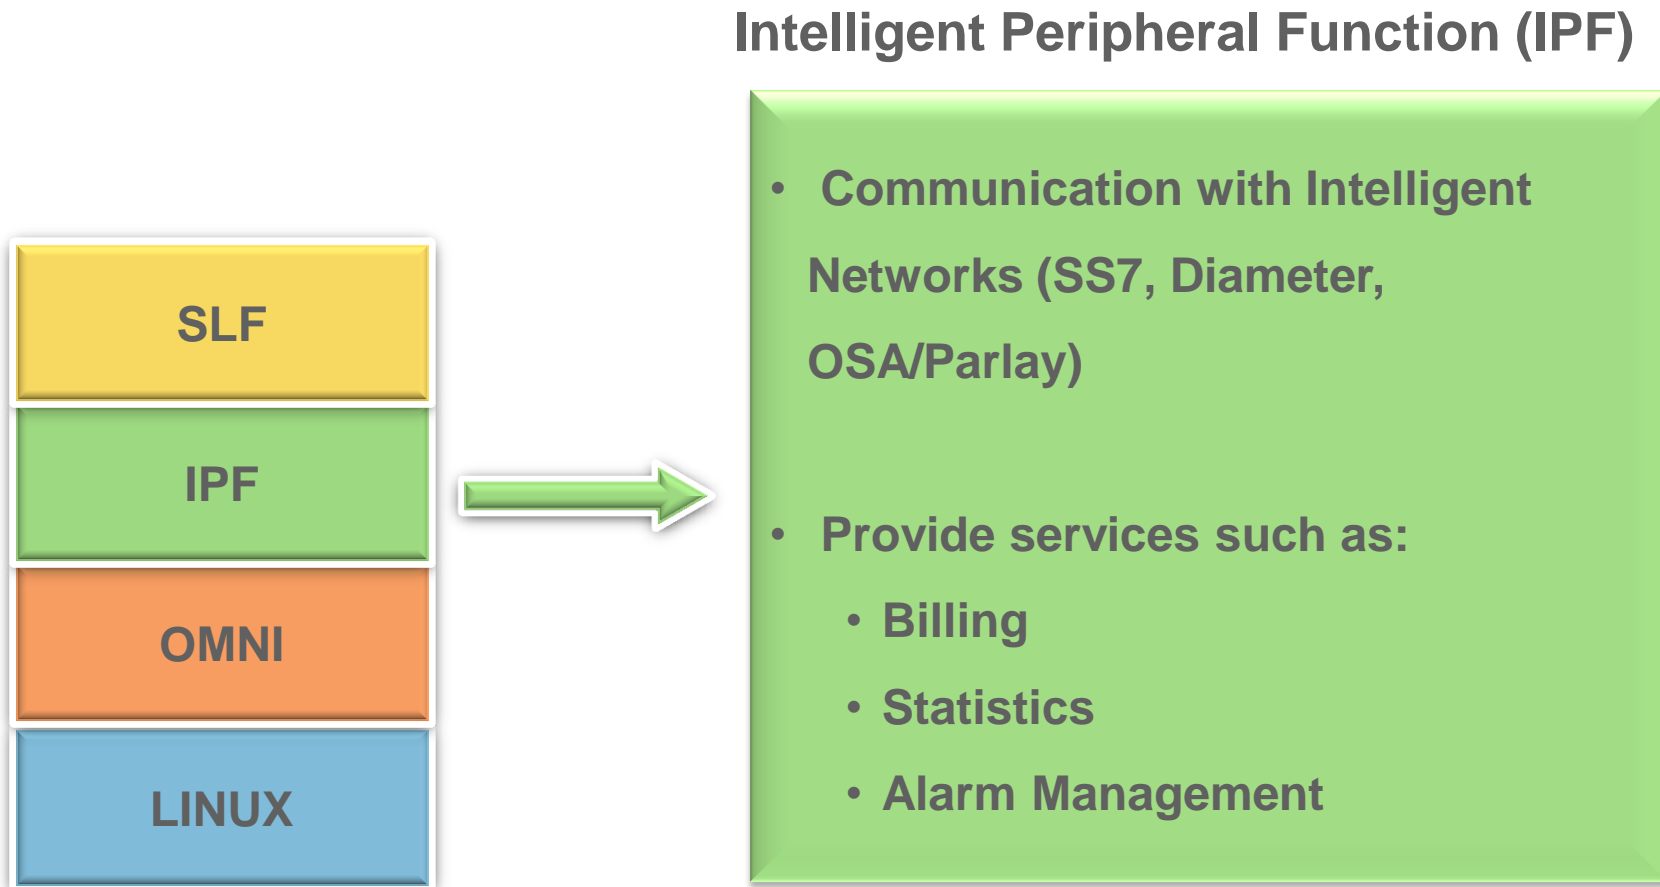 Intelligent Peripheral Function (IPF)
SLF
IPF
OMNI
LINUX
• Communication with Intelligent
Networks (SS7, Diameter,
OSA/Parlay)
• Provide services such as:
• Billing
• Statistics
• Alarm Management